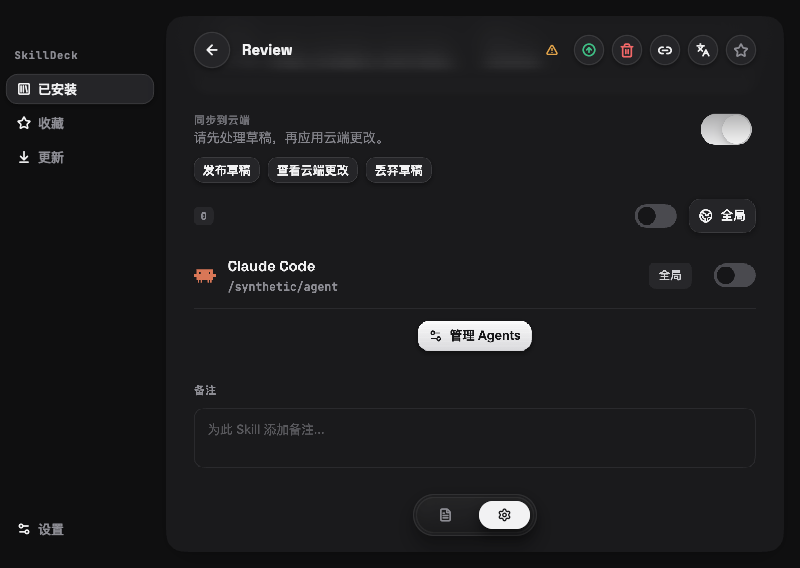 SkillDeck
已安装
收藏
更新
设置
Review
同步到云端
请先处理草稿，再应用云端更改。
发布草稿
查看云端更改
丢弃草稿
0
全局
Claude Code
/synthetic/agent
全局
管理 Agents
备注
为此 Skill 添加备注...